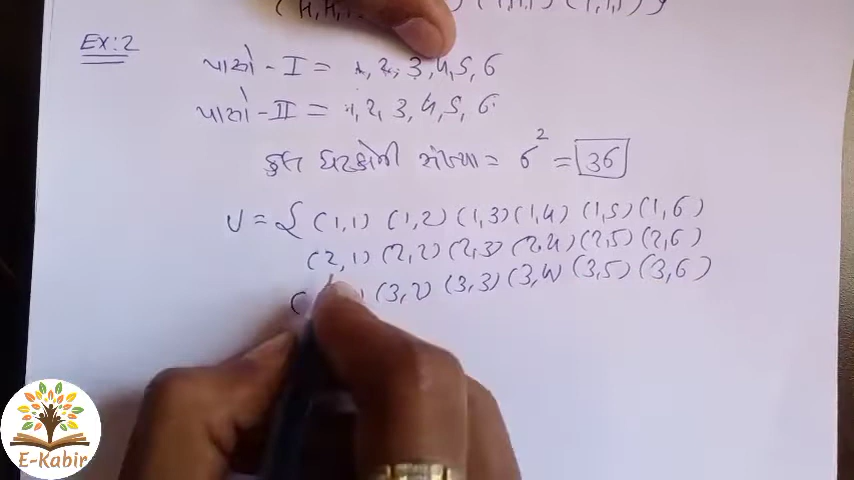 (H,H,
Ex:2
પાસો - I = 1, 2, 3, 4, 5, 6
પાસો - II = 1, 2, 3, 4, 5, 6
કુલ ઘટકોની સંખ્યા = 6² = 36
U = { (1,1) (1,2) (1,3) (1,4) (1,5) (1,6)
(2,1) (2,2) (2,3) (2,4) (2,5) (2,6)
(3,2) (3,3) (3,4) (3,5) (3,6)
E-Kabir